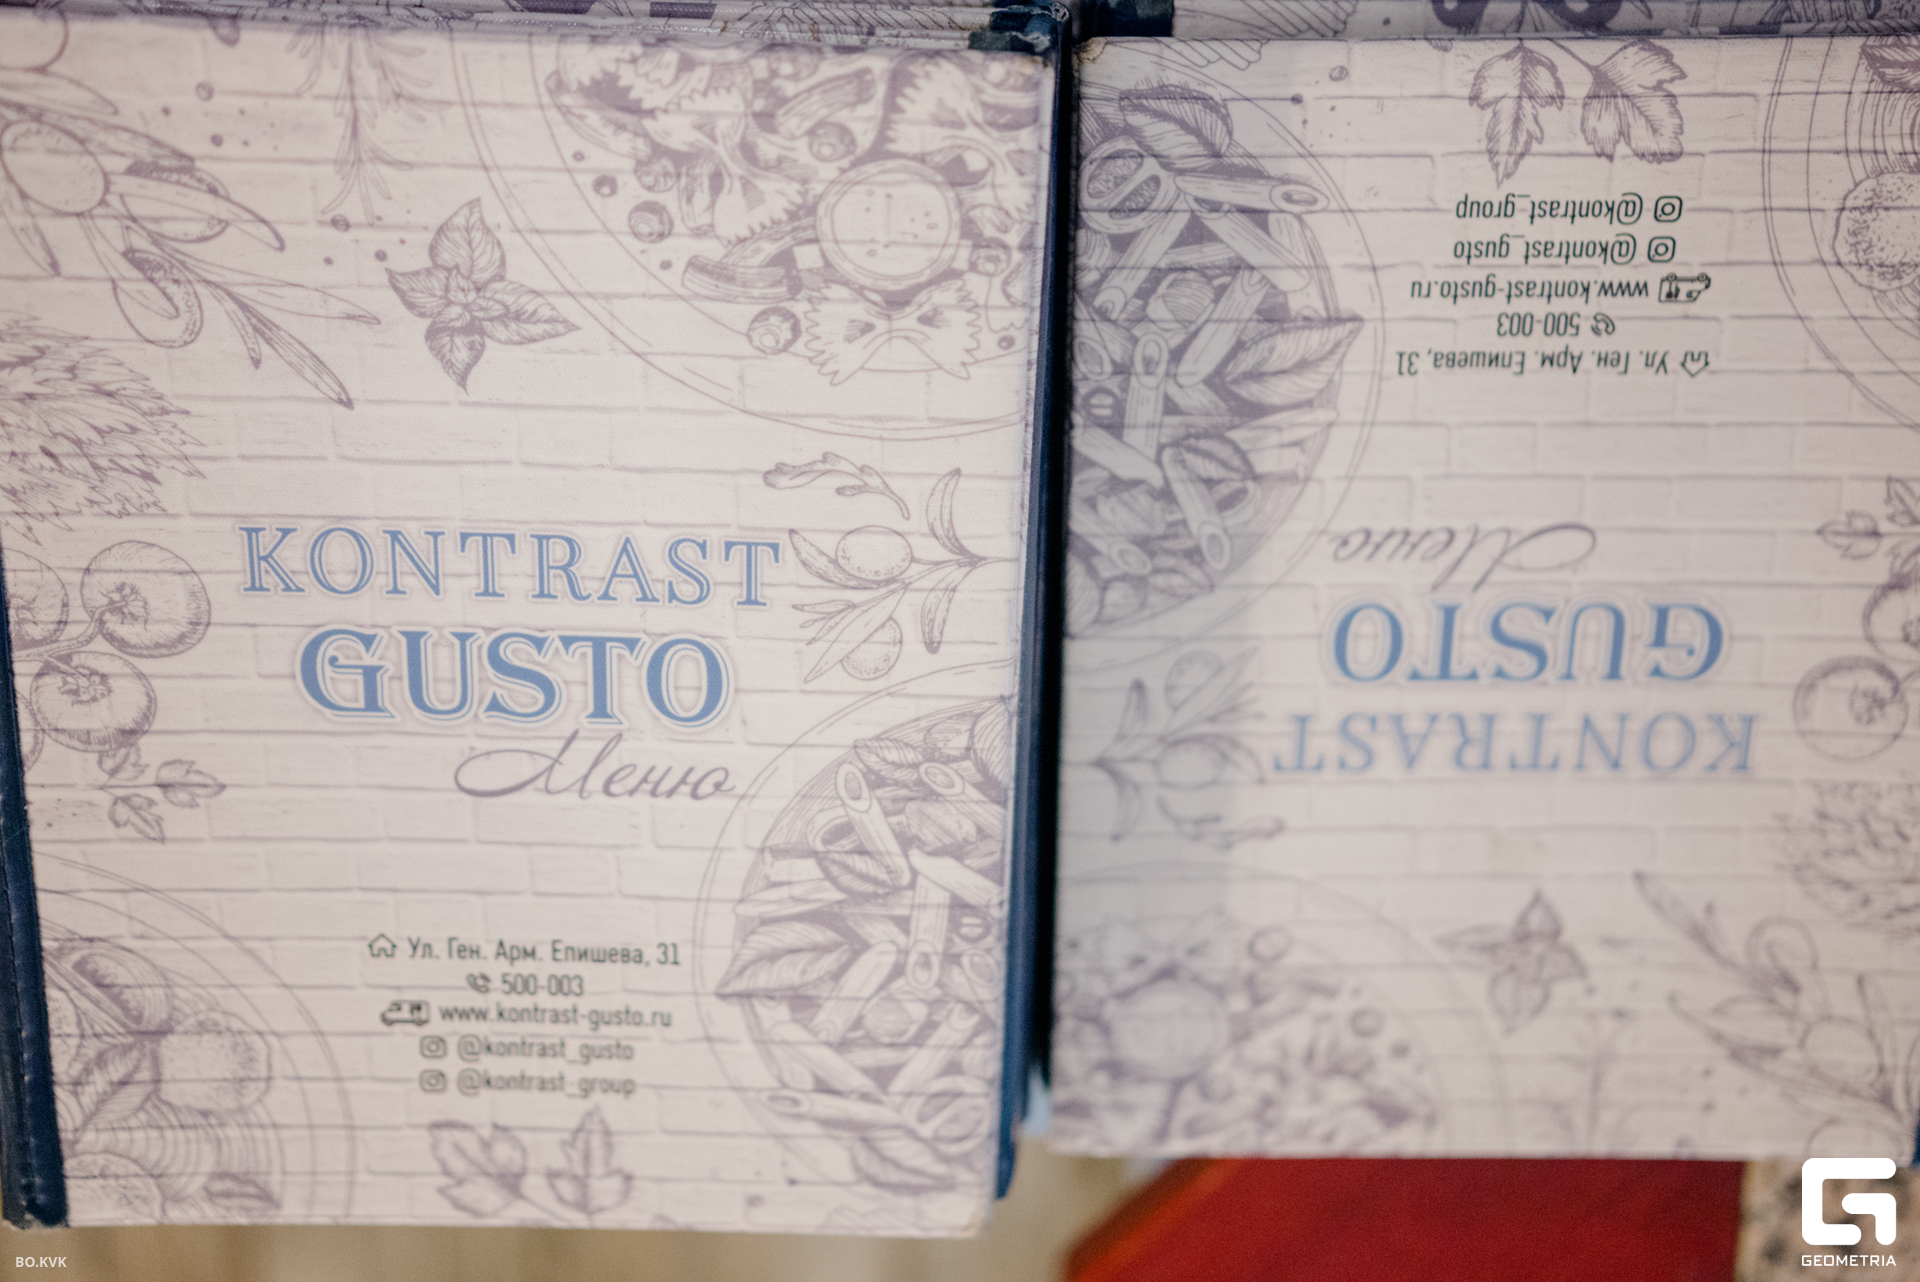 KONTRAST
GUSTO
Меню
Ул. Ген. Арм. Епишева, 31
500-003
www.kontrast-gusto.ru
@kontrast_gusto
@kontrast_group
KONTRAST
GUSTO
Меню
Ул. Ген. Арм. Епишева, 31
500-003
www.kontrast-gusto.ru
@kontrast_gusto
@kontrast_group
BO.KVK
GEOMETRIA